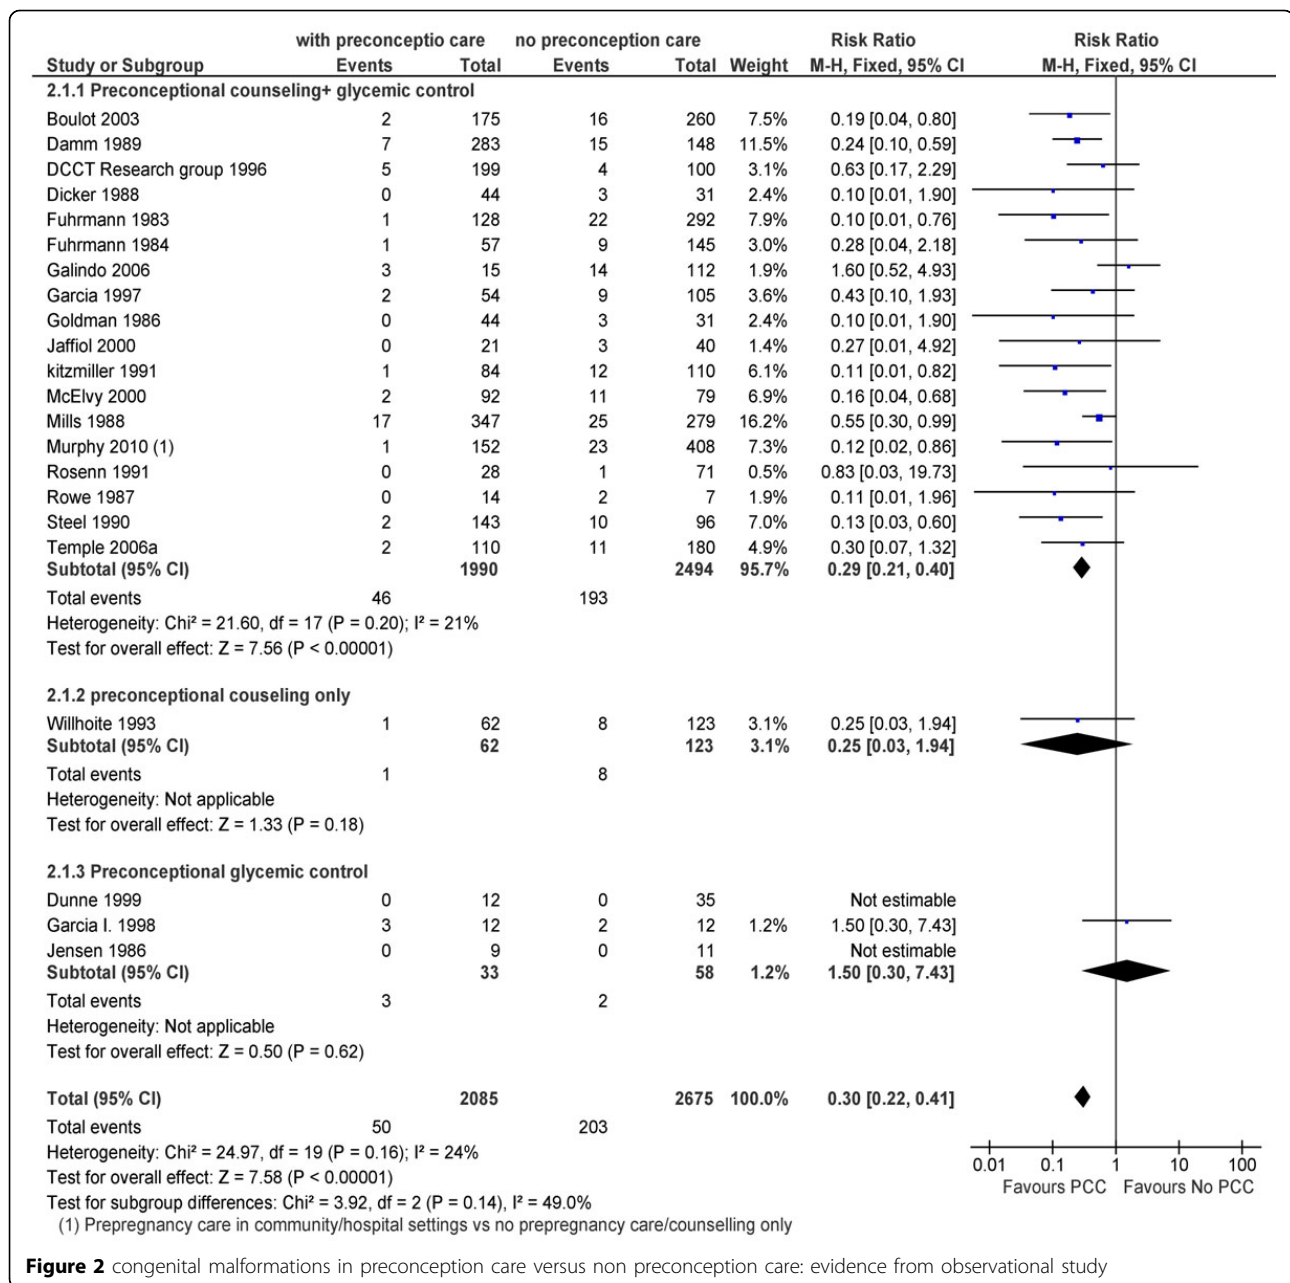 with preconceptio care no preconception care Risk Ratio Risk Ratio
Study or Subgroup Events Total Events Total Weight M-H, Fixed, 95% CI M-H, Fixed, 95% CI
2.1.1 Preconceptional counseling+ glycemic control
Boulot 2003 2 175 16 260 7.5% 0.19 [0.04, 0.80]
Damm 1989 7 283 15 148 11.5% 0.24 [0.10, 0.59]
DCCT Research group 1996 5 199 4 100 3.1% 0.63 [0.17, 2.29]
Dicker 1988 0 44 3 31 2.4% 0.10 [0.01, 1.90]
Fuhrmann 1983 1 128 22 292 7.9% 0.10 [0.01, 0.76]
Fuhrmann 1984 1 57 9 145 3.0% 0.28 [0.04, 2.18]
Galindo 2006 3 15 14 112 1.9% 1.60 [0.52, 4.93]
Garcia 1997 2 54 9 105 3.6% 0.43 [0.10, 1.93]
Goldman 1986 0 44 3 31 2.4% 0.10 [0.01, 1.90]
Jaffiol 2000 0 21 3 40 1.4% 0.27 [0.01, 4.92]
kitzmiller 1991 1 84 12 110 6.1% 0.11 [0.01, 0.82]
McElvy 2000 2 92 11 79 6.9% 0.16 [0.04, 0.68]
Mills 1988 17 347 25 279 16.2% 0.55 [0.30, 0.99]
Murphy 2010 (1) 1 152 23 408 7.3% 0.12 [0.02, 0.86]
Rosenn 1991 0 28 1 71 0.5% 0.83 [0.03, 19.73]
Rowe 1987 0 14 2 7 1.9% 0.11 [0.01, 1.96]
Steel 1990 2 143 10 96 7.0% 0.13 [0.03, 0.60]
Temple 2006a 2 110 11 180 4.9% 0.30 [0.07, 1.32]
Subtotal (95% CI) 1990 2494 95.7% 0.29 [0.21, 0.40]
Total events 46 193
Heterogeneity: Chi² = 21.60, df = 17 (P = 0.20); I² = 21%
Test for overall effect: Z = 7.56 (P < 0.00001)
2.1.2 preconceptional couseling only
Willhoite 1993 1 62 8 123 3.1% 0.25 [0.03, 1.94]
Subtotal (95% CI) 62 123 3.1% 0.25 [0.03, 1.94]
Total events 1 8
Heterogeneity: Not applicable
Test for overall effect: Z = 1.33 (P = 0.18)
2.1.3 Preconceptional glycemic control
Dunne 1999 0 12 0 35 Not estimable
Garcia I. 1998 3 12 2 12 1.2% 1.50 [0.30, 7.43]
Jensen 1986 0 9 0 11 Not estimable
Subtotal (95% CI) 33 58 1.2% 1.50 [0.30, 7.43]
Total events 3 2
Heterogeneity: Not applicable
Test for overall effect: Z = 0.50 (P = 0.62)
Total (95% CI) 2085 2675 100.0% 0.30 [0.22, 0.41]
Total events 50 203
Heterogeneity: Chi² = 24.97, df = 19 (P = 0.16); I² = 24%
Test for overall effect: Z = 7.58 (P < 0.00001)
Test for subgroup differences: Chi² = 3.92, df = 2 (P = 0.14), I² = 49.0%
(1) Prepregnancy care in community/hospital settings vs no prepregnancy care/counselling only
0.01 0.1 1 10 100
Favours PCC Favours No PCC
Figure 2 congenital malformations in preconception care versus non preconception care: evidence from observational study